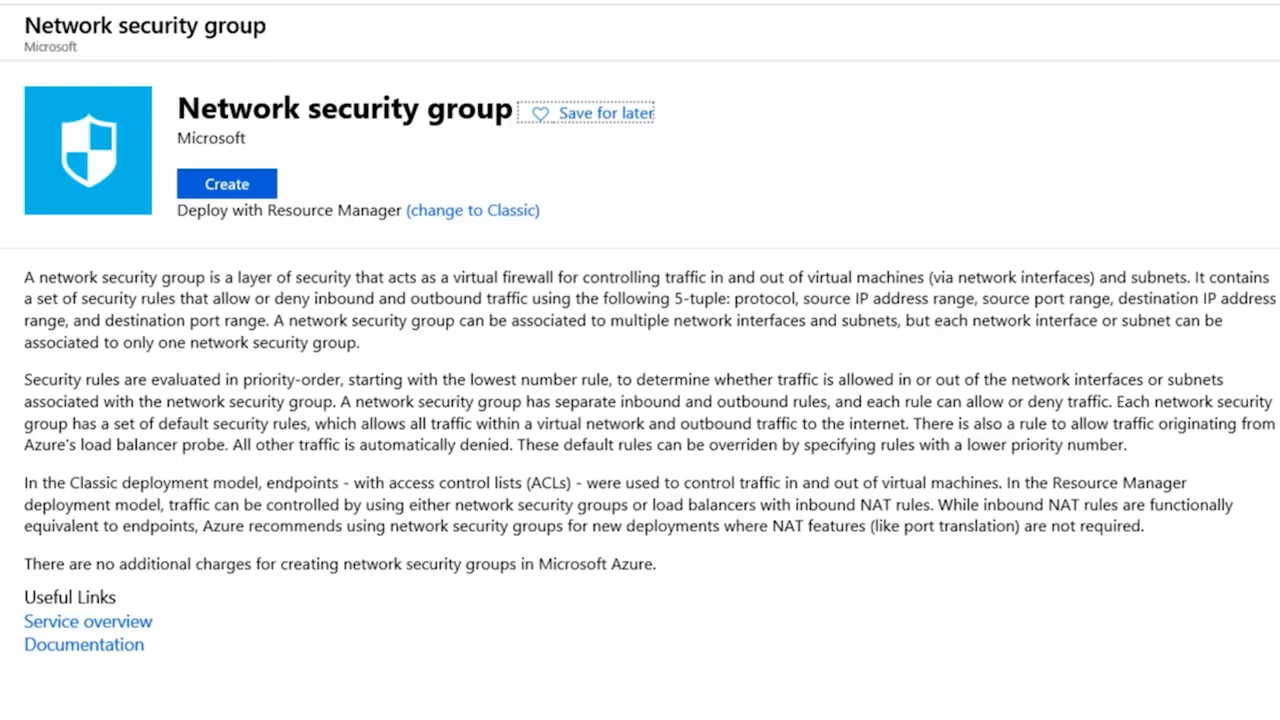 Network security group
Microsoft
Network security group
Save for later
Microsoft
Create
Deploy with Resource Manager (change to Classic)
A network security group is a layer of security that acts as a virtual firewall for controlling traffic in and out of virtual machines (via network interfaces) and subnets. It contains
a set of security rules that allow or deny inbound and outbound traffic using the following 5-tuple: protocol, source IP address range, source port range, destination IP address
range, and destination port range. A network security group can be associated to multiple network interfaces and subnets, but each network interface or subnet can be
associated to only one network security group.
Security rules are evaluated in priority-order, starting with the lowest number rule, to determine whether traffic is allowed in or out of the network interfaces or subnets
associated with the network security group. A network security group has separate inbound and outbound rules, and each rule can allow or deny traffic. Each network security
group has a set of default security rules, which allows all traffic within a virtual network and outbound traffic to the internet. There is also a rule to allow traffic originating from
Azure's load balancer probe. All other traffic is automatically denied. These default rules can be overriden by specifying rules with a lower priority number.
In the Classic deployment model, endpoints - with access control lists (ACLs) - were used to control traffic in and out of virtual machines. In the Resource Manager
deployment model, traffic can be controlled by using either network security groups or load balancers with inbound NAT rules. While inbound NAT rules are functionally
equivalent to endpoints, Azure recommends using network security groups for new deployments where NAT features (like port translation) are not required.
There are no additional charges for creating network security groups in Microsoft Azure.
Useful Links
Service overview
Documentation